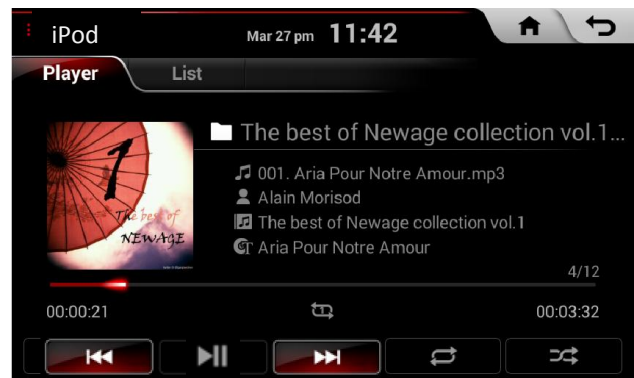 iPod
Mar 27 pm 11:42
Player
List
The best of Newage collection vol.1...
1
The best of
NEWAGE
001. Aria Pour Notre Amour.mp3
Alain Morisod
The best of Newage collection vol.1
Aria Pour Notre Amour
4/12
00:00:21
00:03:32